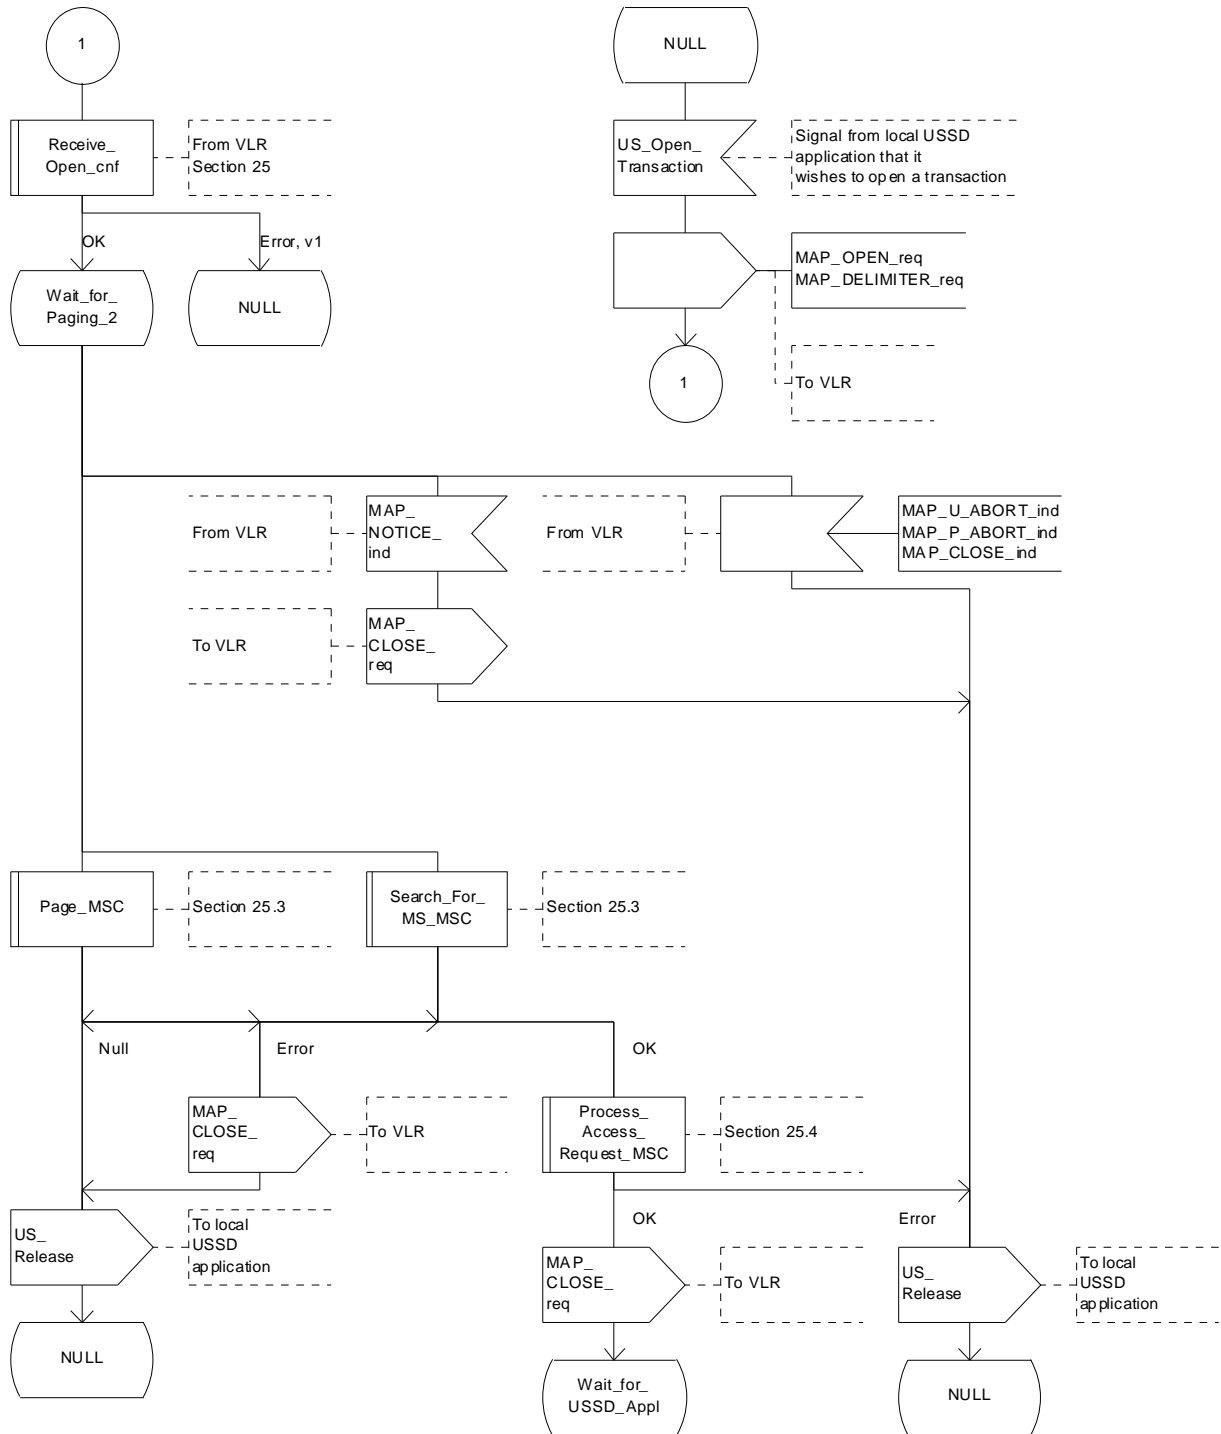 1
NULL
Receive_
Open_cnf
From VLR
Section 25
US_Open_
Transaction
Signal from local USSD
application that it
wishes to open a transaction
OK
Error, v1
MAP_OPEN_req
MAP_DELIMITER_req
Wait_for_
Paging_2
NULL
1
To VLR
From VLR
MAP_
NOTICE_
ind
From VLR
MAP_U_ABORT_ind
MAP_P_ABORT_ind
MAP_CLOSE_ind
To VLR
MAP_
CLOSE_
req
Page_MSC
Section 25.3
Search_For_
MS_MSC
Section 25.3
Null
Error
OK
MAP_
CLOSE_
req
To VLR
Process_
Access_
Request_MSC
Section 25.4
US_
Release
To local
USSD
application
OK
Error
MAP_
CLOSE_
req
To VLR
US_
Release
To local
USSD
application
NULL
Wait_for_
USSD_Appl
NULL